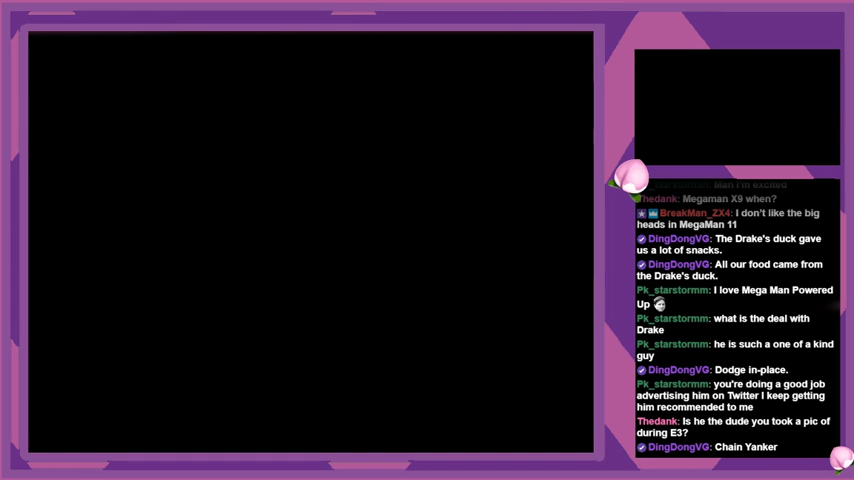 Man I'm excited
Thedank: Megaman X9 when?
BreakMan_ZX4: I don't like the big
heads in MegaMan 11
DingDongVG: The Drake's duck gave
us a lot of snacks.
DingDongVG: All our food came from
the Drake's duck.
Pk_starstormm: I love Mega Man Powered
Up
Pk_starstormm: what is the deal with
Drake
Pk_starstormm: he is such a one of a kind
guy
DingDongVG: Dodge in-place.
Pk_starstormm: you're doing a good job
advertising him on Twitter I keep getting
him recommended to me
Thedank: Is he the dude you took a pic of
during E3?
DingDongVG: Chain Yanker